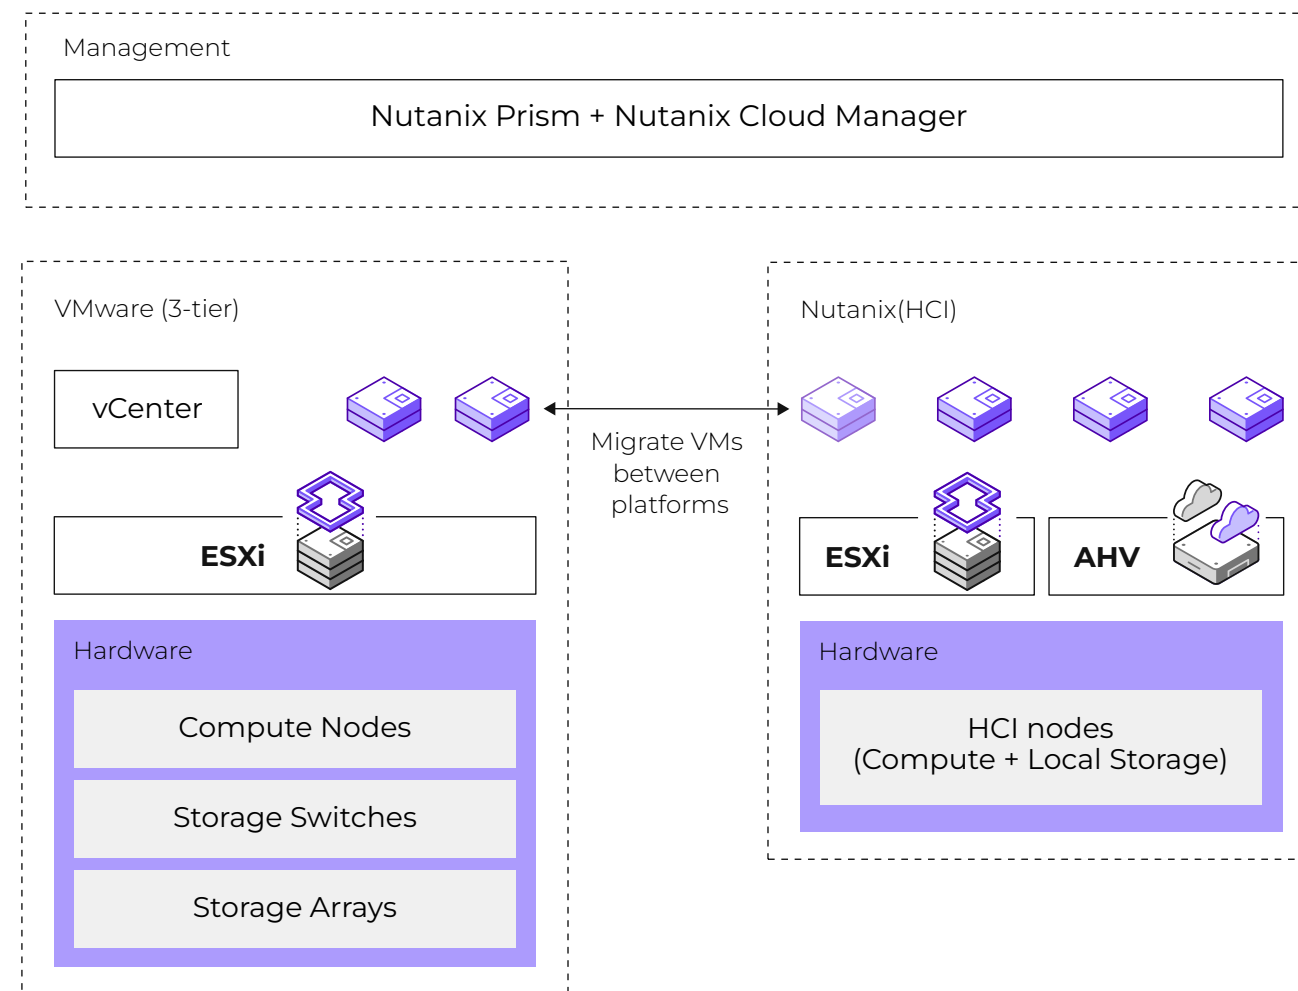 Management
Nutanix Prism + Nutanix Cloud Manager
VMware (3-tier)
vCenter
ESXi
Hardware
Compute Nodes
Storage Switches
Storage Arrays
Migrate VMs
between
platforms
Nutanix(HCI)
ESXi
AHV
Hardware
HCI nodes
(Compute + Local Storage)